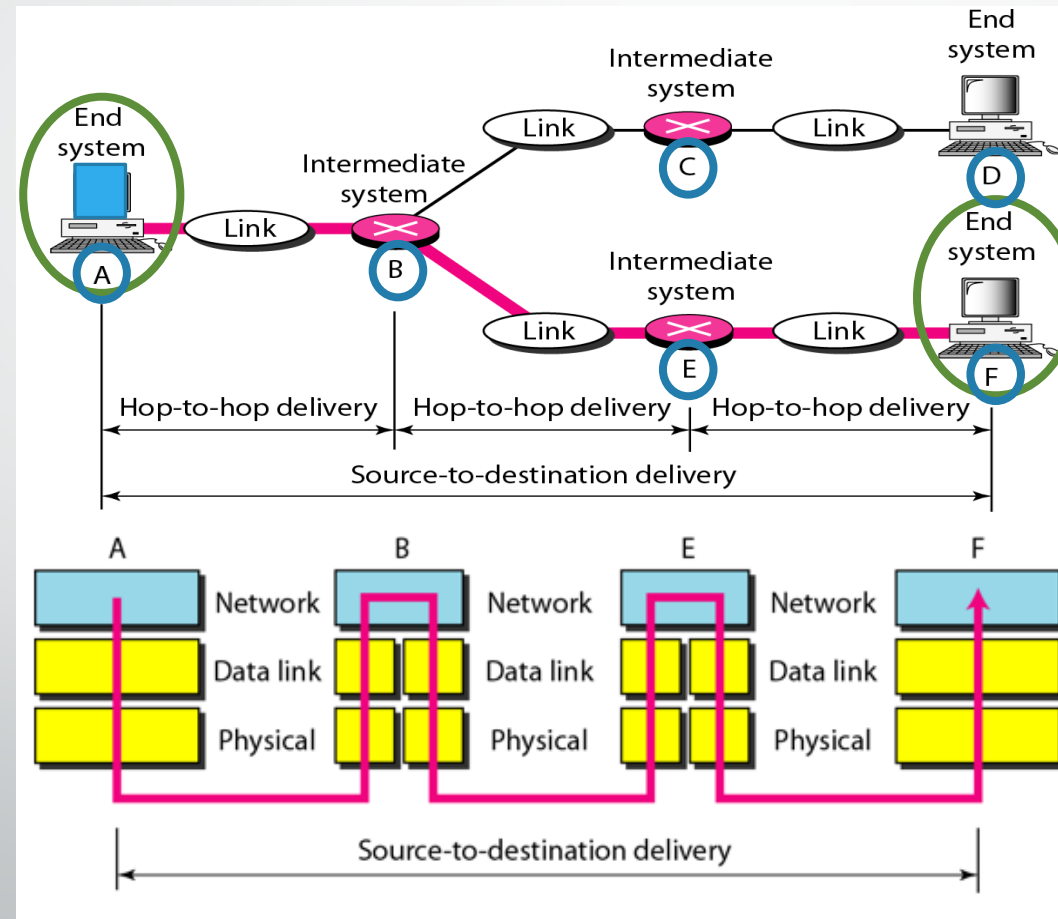 End
system
Intermediate
system
Link
Link
C
D
End
system
Intermediate
system
Link
B
A
End
system
Intermediate
system
Link
Link
E
F
Hop-to-hop delivery
Hop-to-hop delivery
Hop-to-hop delivery
Source-to-destination delivery
A
B
E
F
Network
Network
Network
Data link
Data link
Data link
Physical
Physical
Physical
Source-to-destination delivery